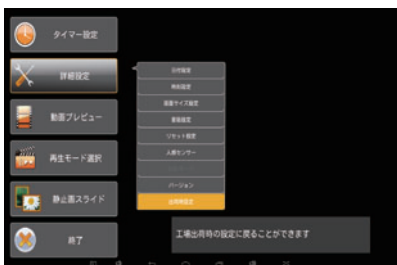 タイマー設定
詳細設定
日付設定
時刻設定
画面サイズ設定
音量設定
リセット設定
人感センサー
バージョン
出荷時設定
動画プレビュー
再生モード選択
静止画スライド
終了
工場出荷時の設定に戻ることができます